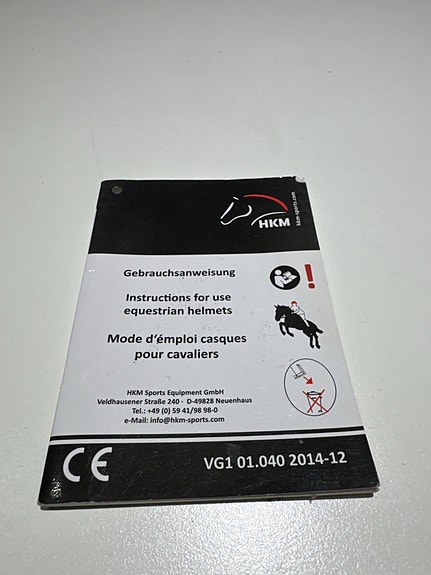 HKM
hkm-sports.com
Gebrauchsanweisung
Instructions for use
equestrian helmets
Mode d'émploi casques
pour cavaliers
HKM Sports Equipment GmbH
Veldhausener Straße 240 · D-49828 Neuenhaus
Tel.: +49 (0) 59 41/98 98-0
e-Mail: info@hkm-sports.com
CE
VG1 01.040 2014-12